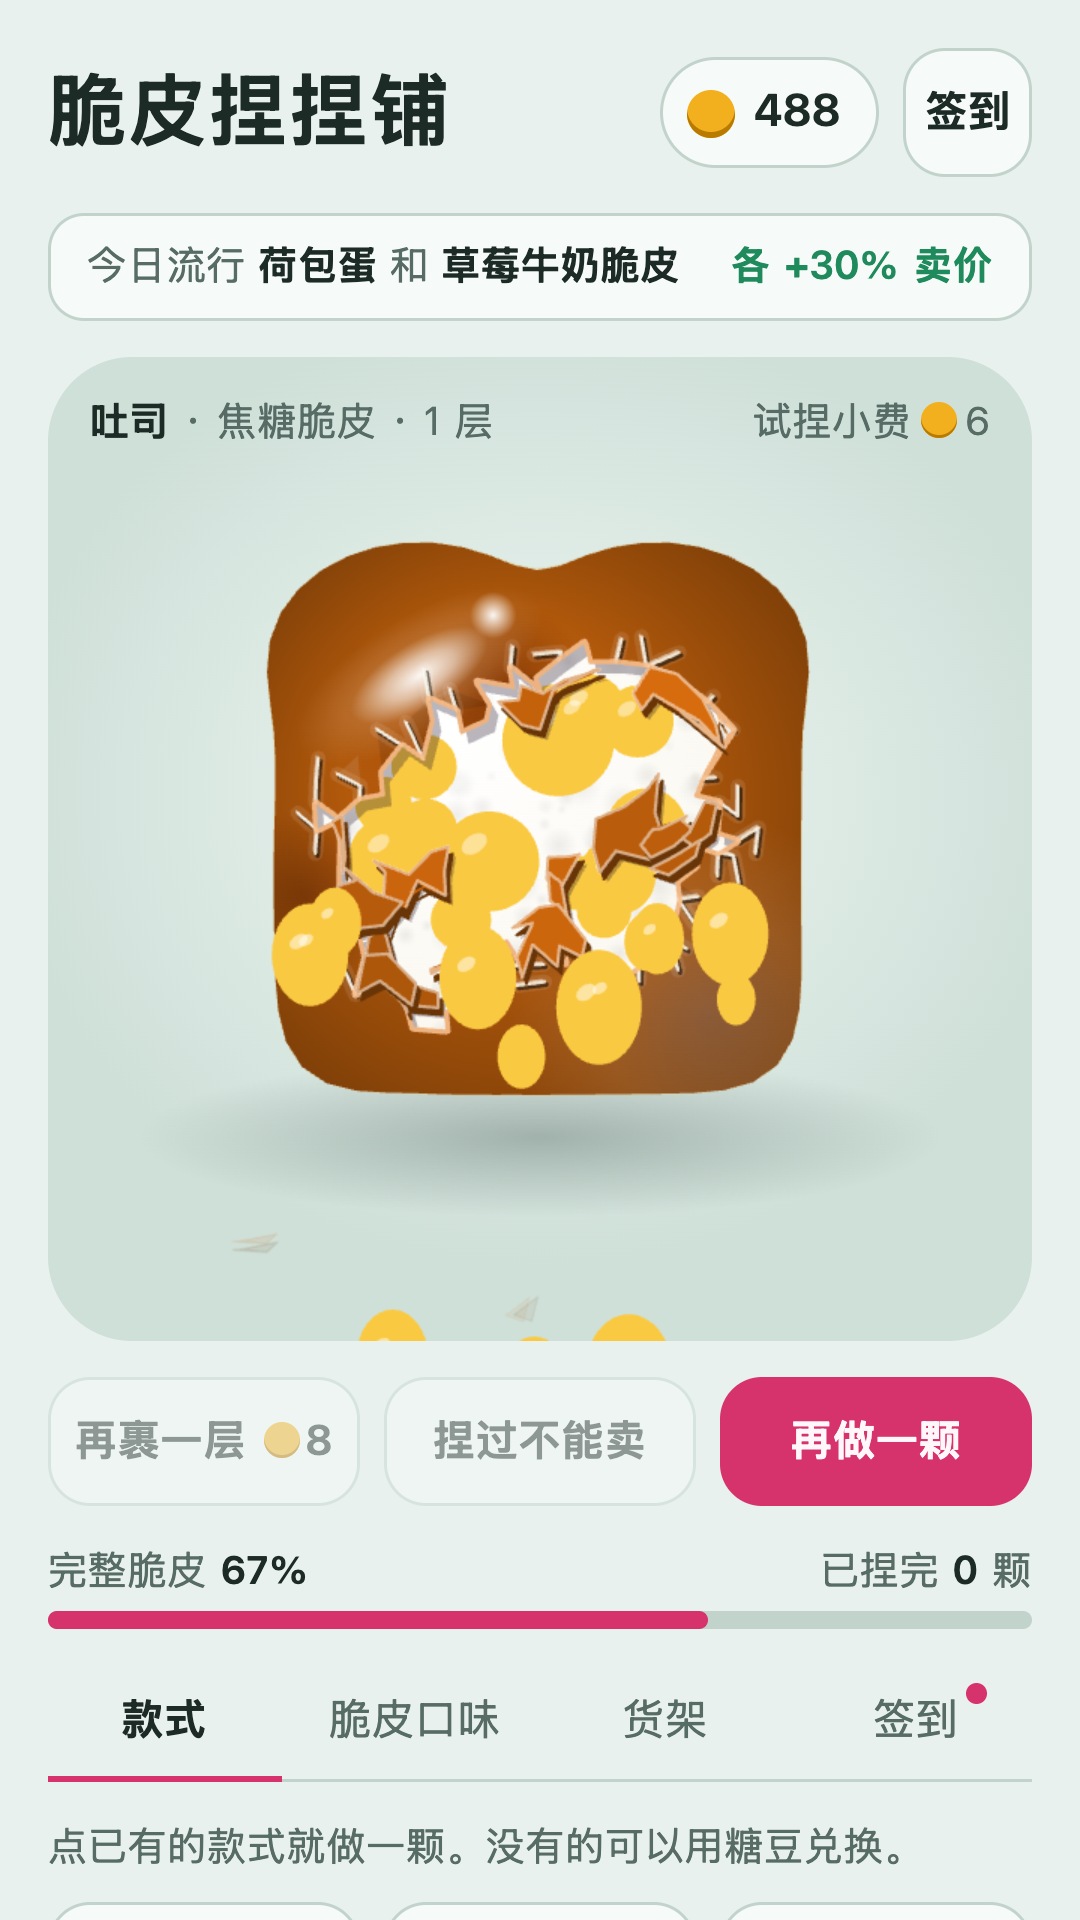 脆皮捏捏铺
488
签到
今日流行 荷包蛋 和 草莓牛奶脆皮 各 +30% 卖价
吐司 · 焦糖脆皮 · 1 层
试捏小费 6
再裹一层 8
捏过不能卖
再做一颗
完整脆皮 67%
已捏完 0 颗
款式
脆皮口味
货架
签到
点已有的款式就做一颗。没有的可以用糖豆兑换。